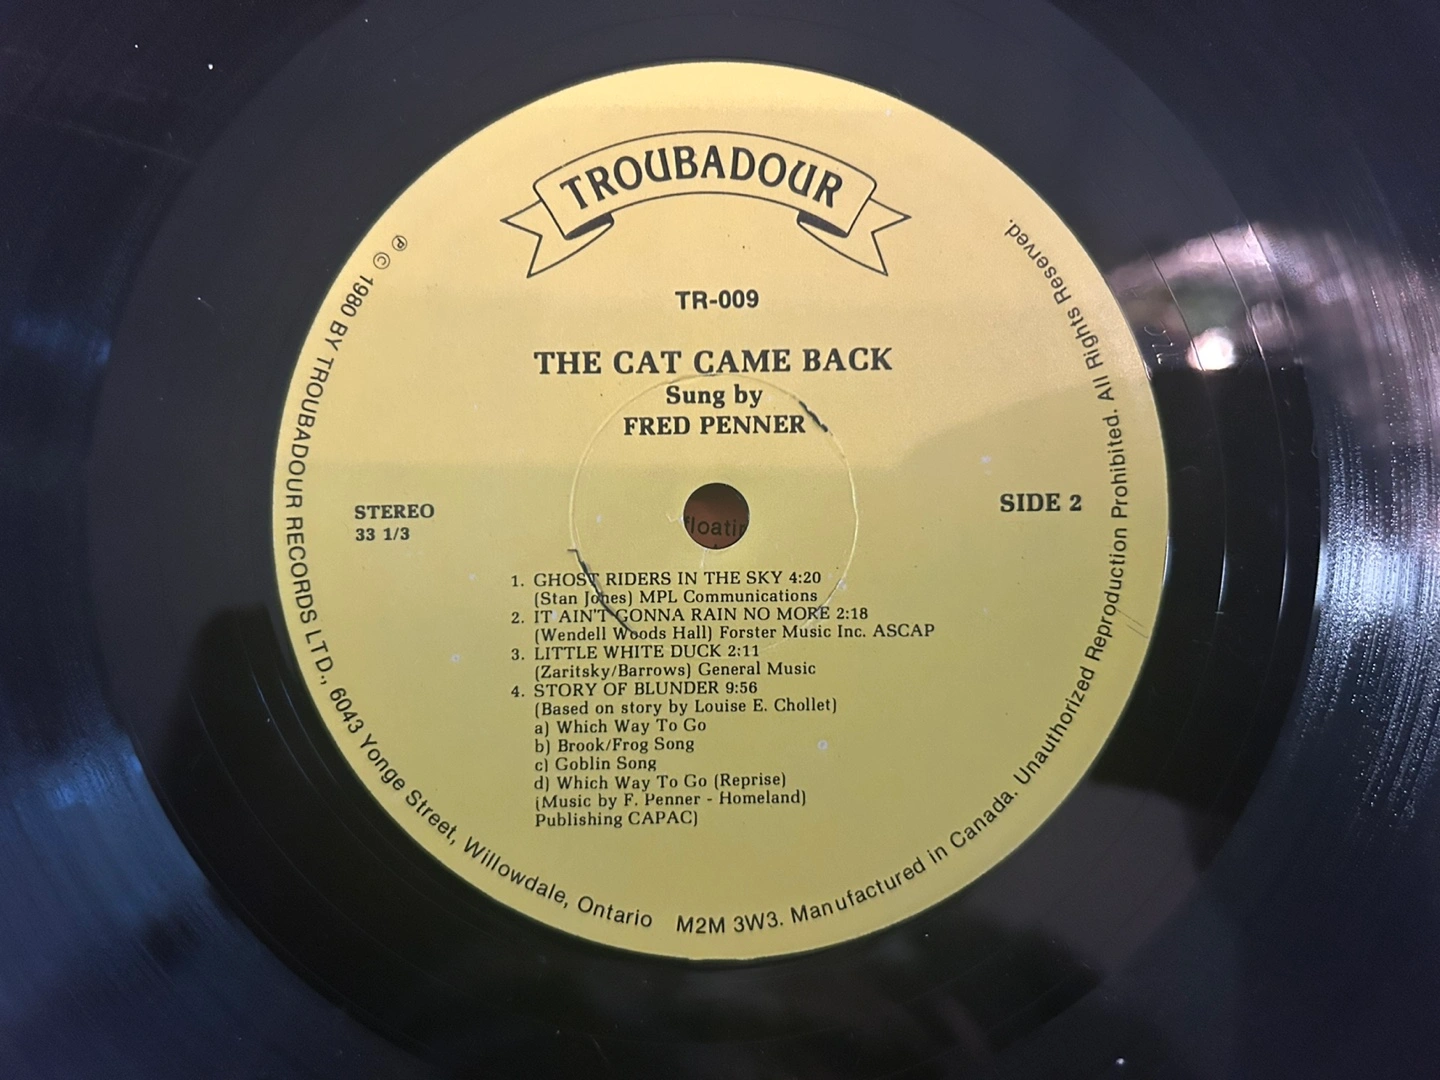 TROUBADOUR
TR-009
THE CAT CAME BACK
Sung by
FRED PENNER
STEREO
33 1/3
SIDE 2
floatin
1. GHOST RIDERS IN THE SKY 4:20
(Stan Jones) MPL Communications
2. IT AIN'T GONNA RAIN NO MORE 2:18
(Wendell Woods Hall) Forster Music Inc. ASCAP
3. LITTLE WHITE DUCK 2:11
(Zaritsky/Barrows) General Music
4. STORY OF BLUNDER 9:56
(Based on story by Louise E. Chollet)
a) Which Way To Go
b) Brook/Frog Song
c) Goblin Song
d) Which Way To Go (Reprise)
(Music by F. Penner - Homeland)
Publishing CAPAC)
℗ © 1980 BY TROUBADOUR RECORDS LTD., 6043 Yonge Street, Willowdale, Ontario M2M 3W3. Manufactured in Canada. Unauthorized Reproduction Prohibited. All Rights Reserved.